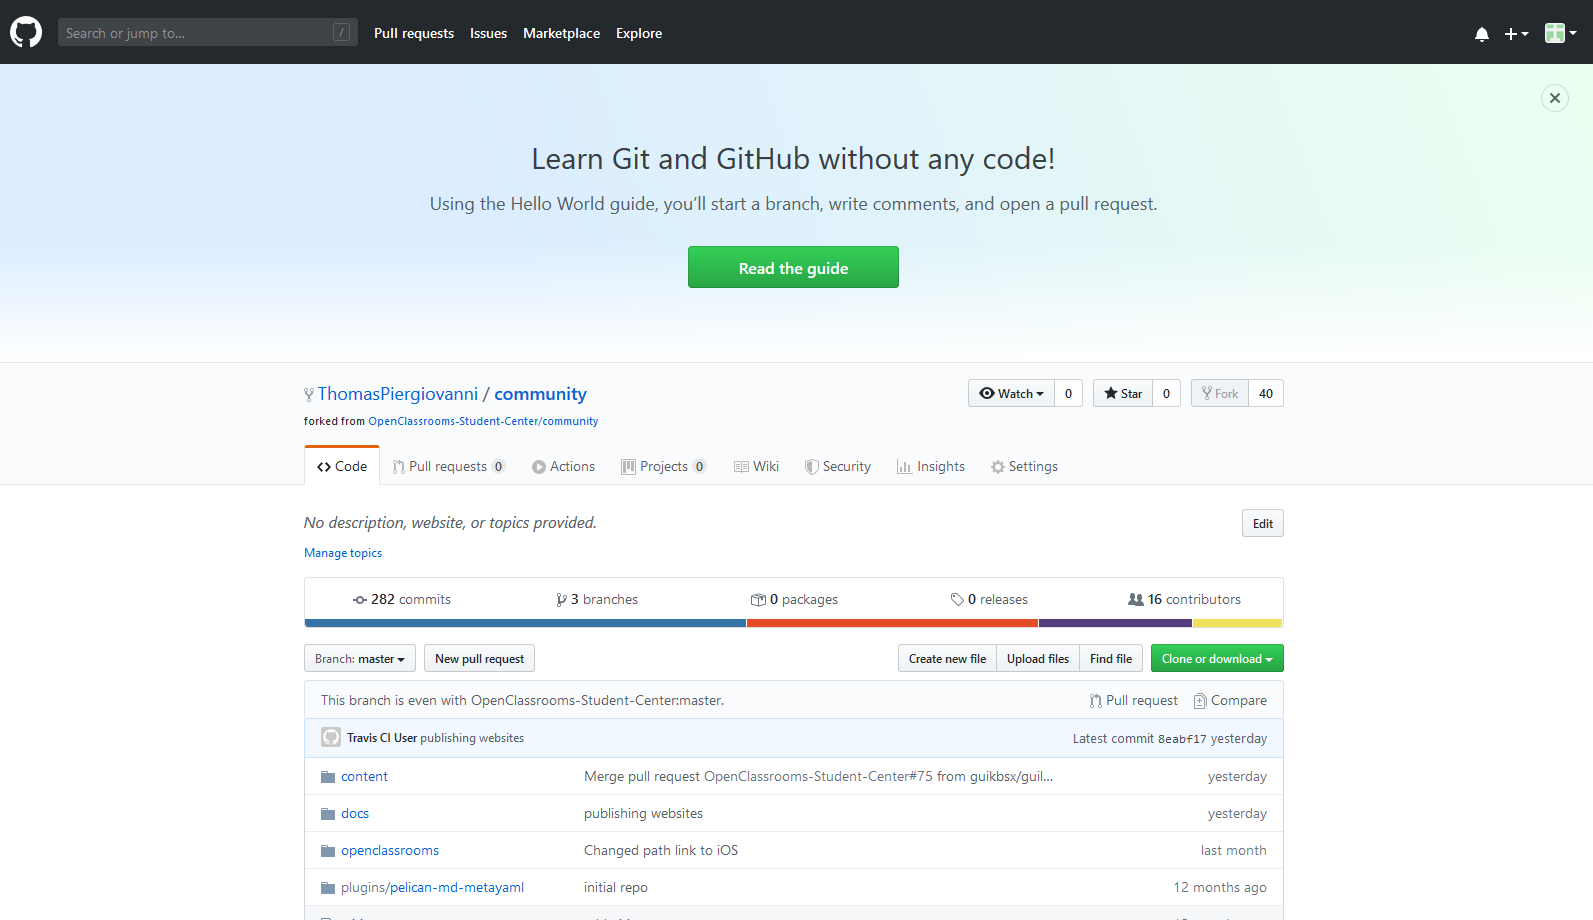 Search or jump to... /
Pull requests Issues Marketplace Explore
Learn Git and GitHub without any code!
Using the Hello World guide, you’ll start a branch, write comments, and open a pull request.
Read the guide
ThomasPiergiovanni / community
Watch 0 Star 0 Fork 40
forked from OpenClassrooms-Student-Center/community
Code Pull requests 0 Actions Projects 0 Wiki Security Insights Settings
No description, website, or topics provided.
Edit
Manage topics
282 commits 3 branches 0 packages 0 releases 16 contributors
Branch: master New pull request Create new file Upload files Find file Clone or download
This branch is even with OpenClassrooms-Student-Center:master. Pull request Compare
Travis CI User publishing websites Latest commit 8eabf17 yesterday
content Merge pull request OpenClassrooms-Student-Center#75 from guikbsx/guil... yesterday
docs publishing websites yesterday
openclassrooms Changed path link to iOS last month
plugins/pelican-md-metayaml initial repo 12 months ago